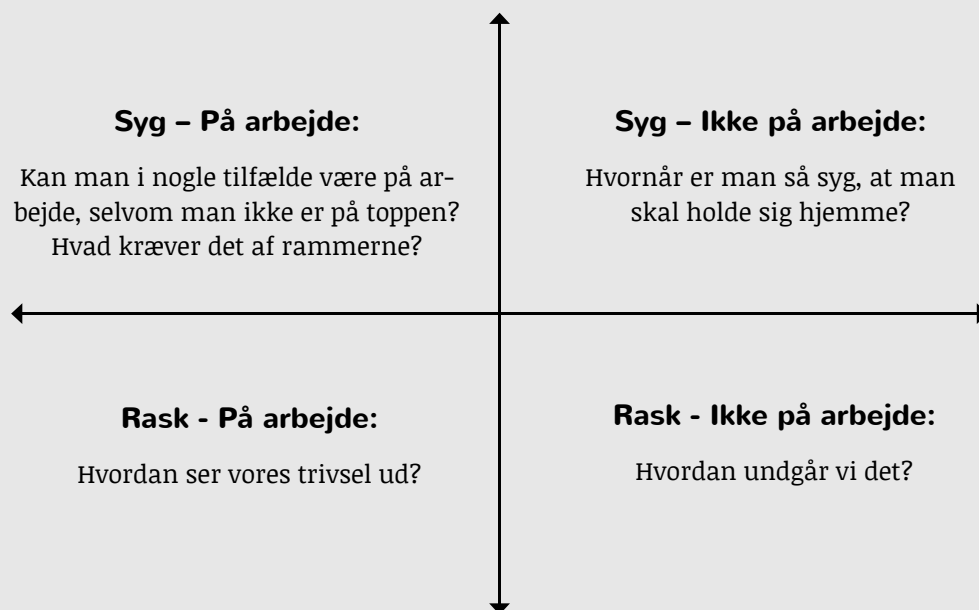 Syg – På arbejde:
Kan man i nogle tilfælde være på ar-
bejde, selvom man ikke er på toppen?
Hvad kræver det af rammerne?
Syg – Ikke på arbejde:
Hvornår er man så syg, at man
skal holde sig hjemme?
Rask - På arbejde:
Hvordan ser vores trivsel ud?
Rask - Ikke på arbejde:
Hvordan undgår vi det?